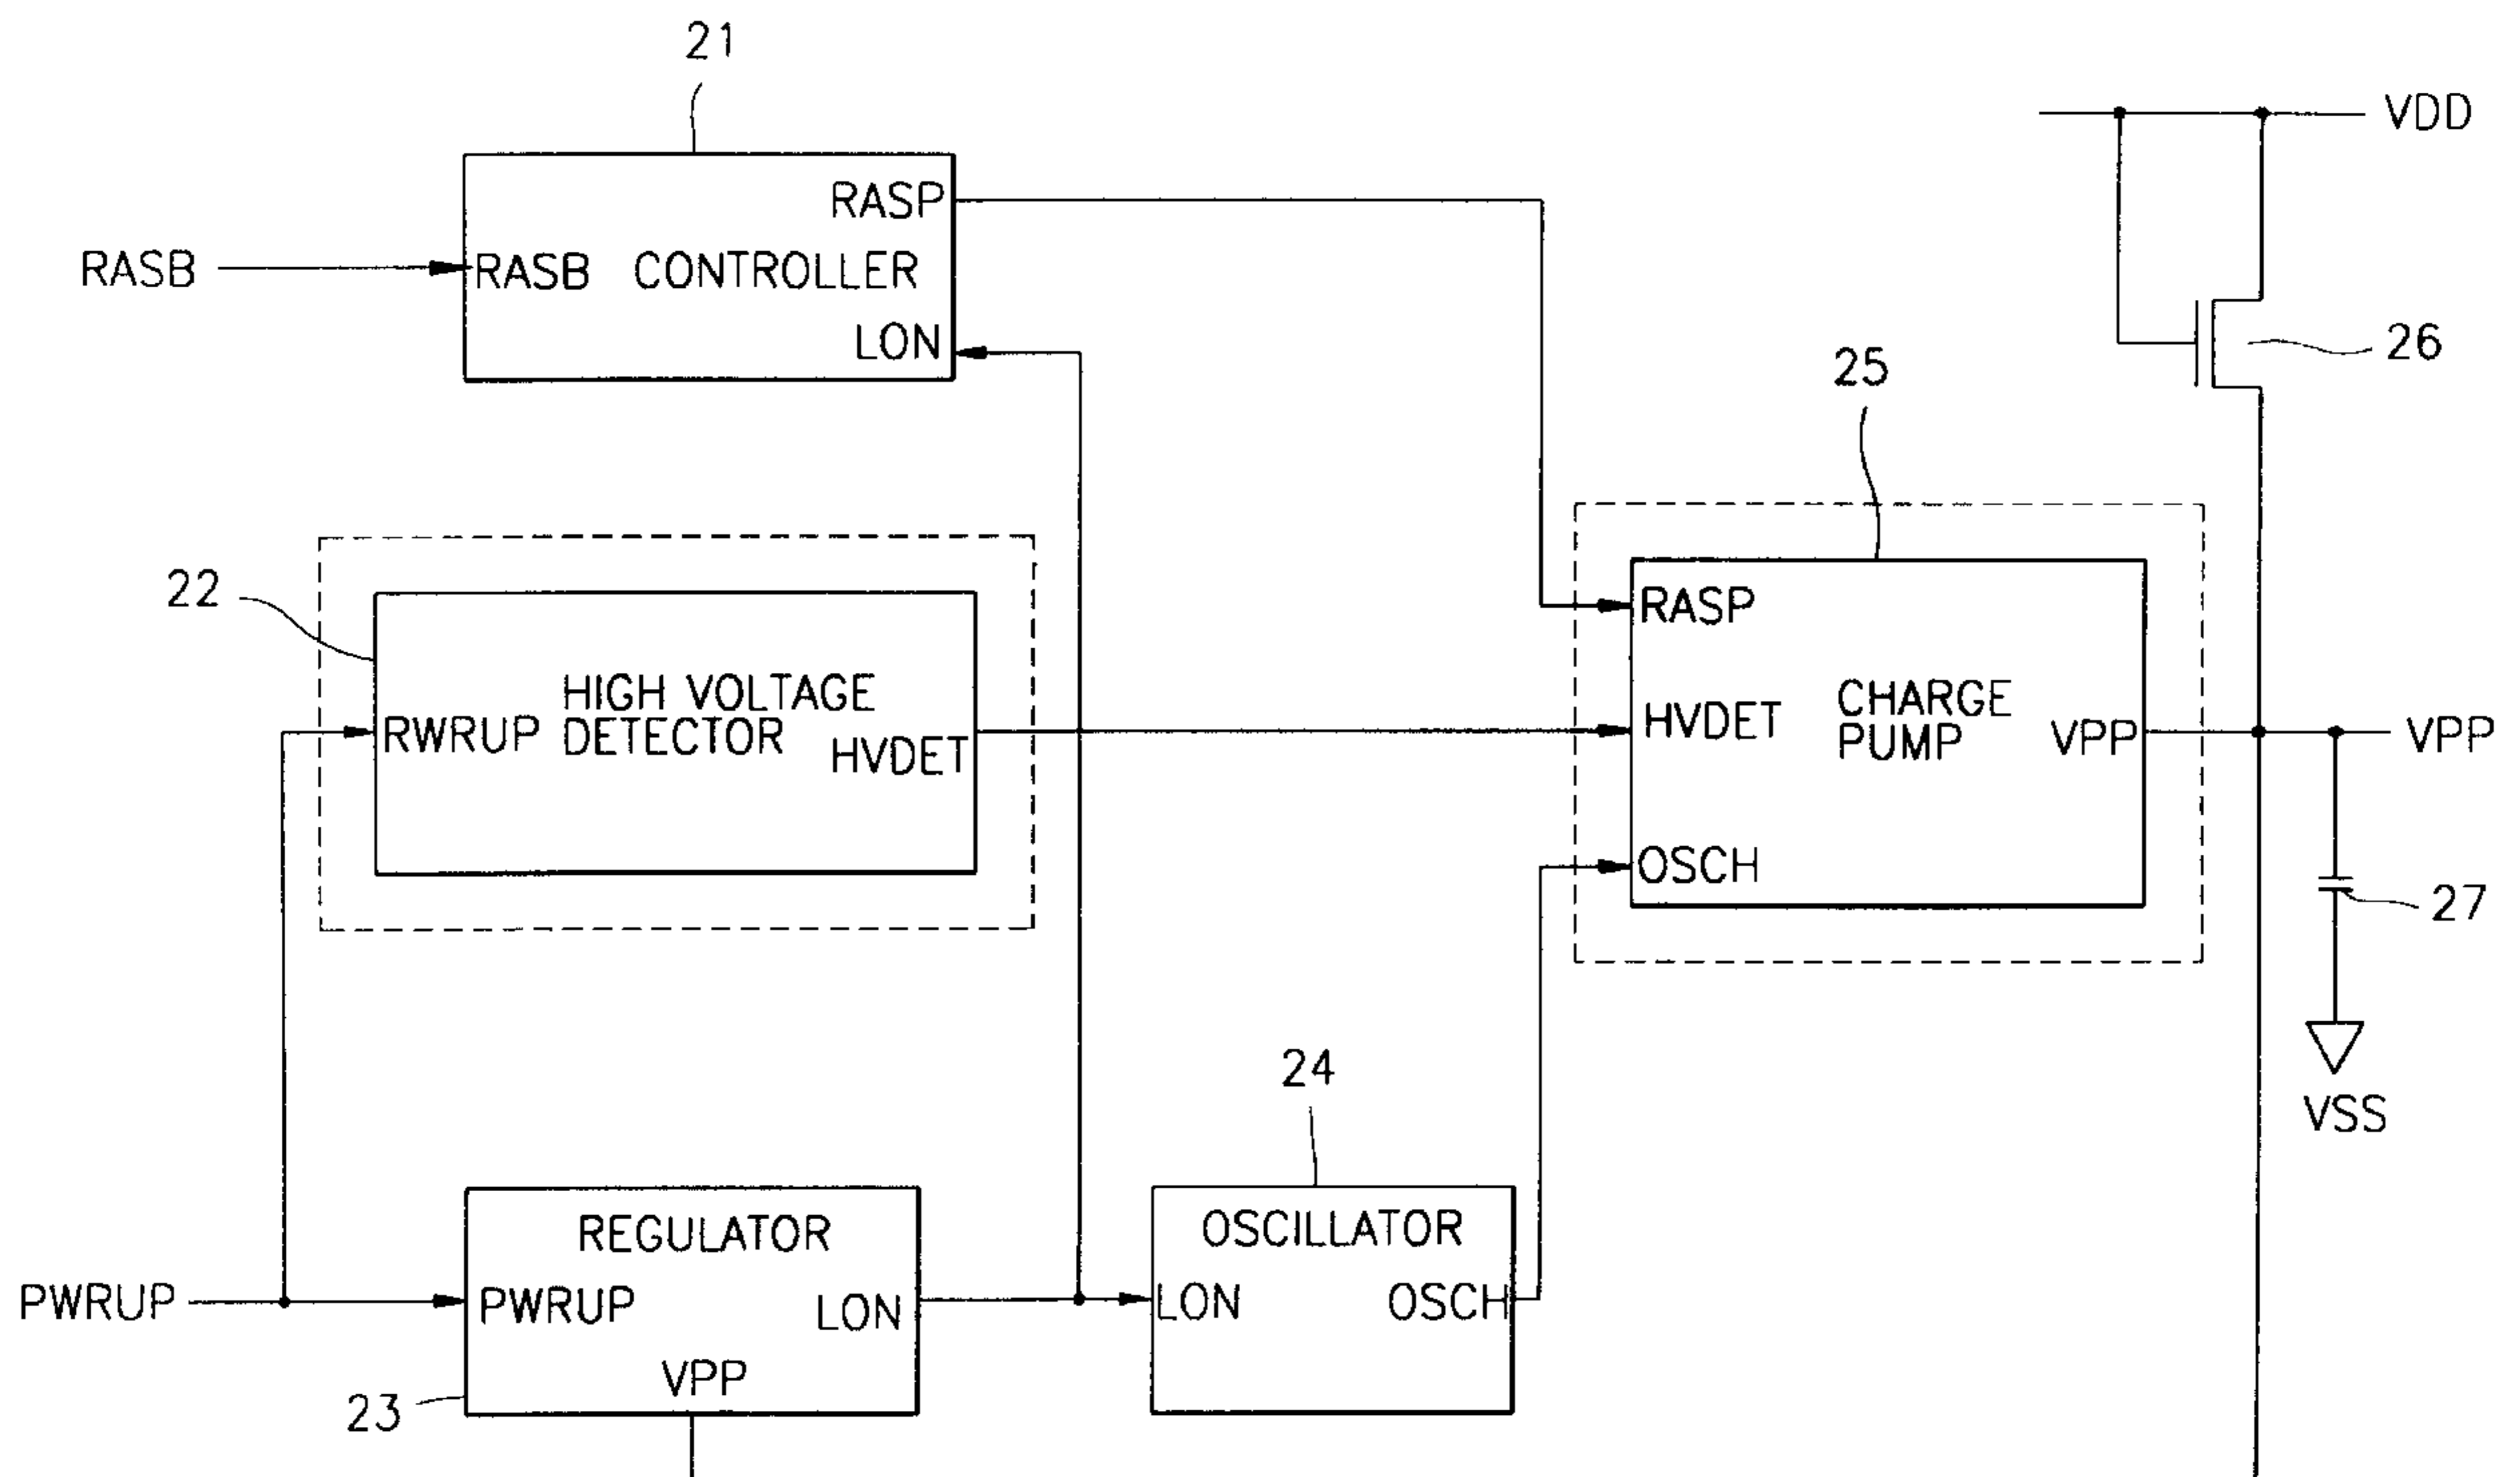 21
VDD
RASP
RASB
RASB CONTROLLER
LON
26
25
22
RASP
HIGH VOLTAGE
DETECTOR
RWRUP
HVDET
HVDET
CHARGE
PUMP
VPP
VPP
OSCH
27
24
VSS
REGULATOR
OSCILLATOR
PWRUP
PWRUP
LON
LON
OSCH
VPP
23